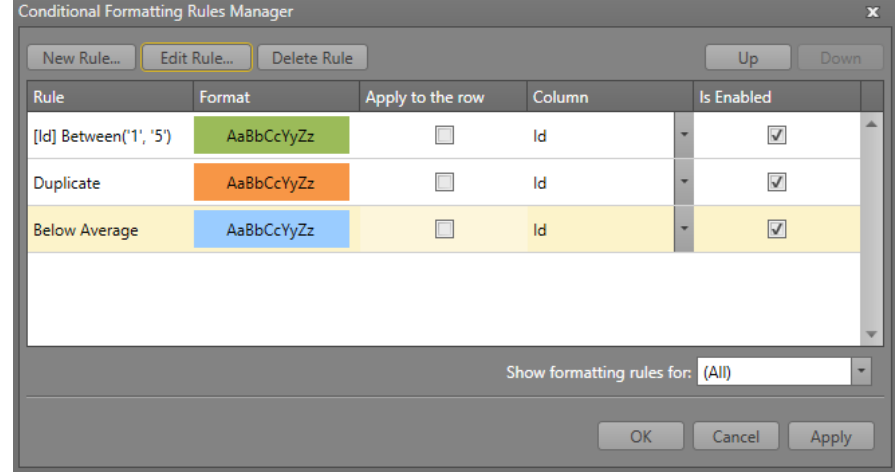 Conditional Formatting Rules Manager x
New Rule... Edit Rule... Delete Rule Up Down
Rule Format Apply to the row Column Is Enabled
[Id] Between('1', '5') AaBbCcYyZz Id
Duplicate AaBbCcYyZz Id
Below Average AaBbCcYyZz Id
Show formatting rules for: (All)
OK Cancel Apply